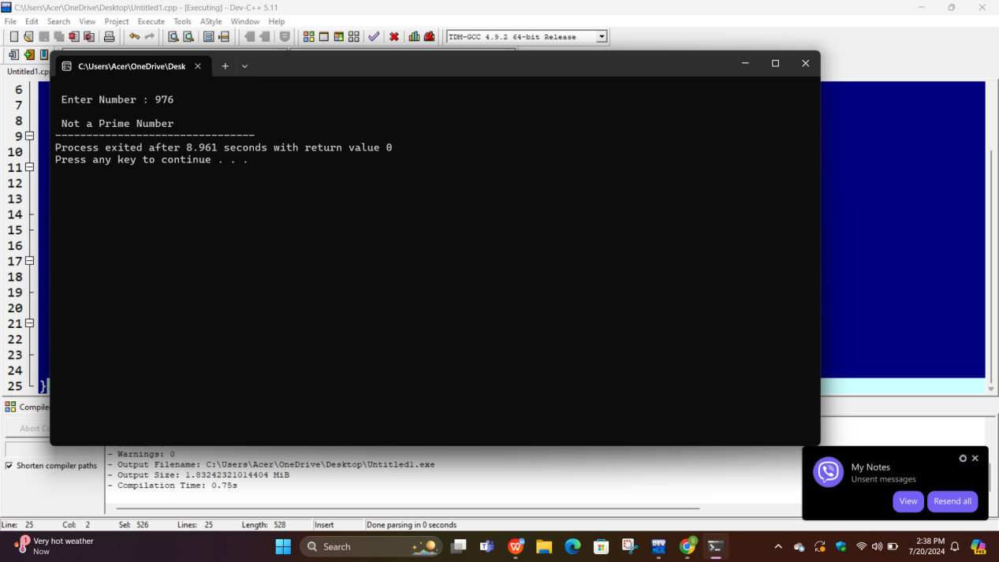 C:\Users\Acer\OneDrive\Desktop\Untitled1.cpp - [Executing] - Dev-C++ 5.11
File Edit Search View Project Execute Tools AStyle Window Help
TDM-GCC 4.9.2 64-bit Release
C:\Users\Acer\OneDrive\Desk
Untitled1.cp
Enter Number : 976
Not a Prime Number
--------------------------------
Process exited after 8.961 seconds with return value 0
Press any key to continue . . .
6
7
8
9
10
11
12
13
14
15
16
17
18
19
20
21
22
23
24
25 }
Compiler
Abort Co
Shorten compiler paths
- Warnings: 0
- Output Filename: C:\Users\Acer\OneDrive\Desktop\Untitled1.exe
- Output Size: 1.83242321014404 MiB
- Compilation Time: 0.75s
My Notes
Unsent messages
View Resend all
Line: 25 Col: 2 Sel: 526 Lines: 25 Length: 528 Insert Done parsing in 0 seconds
1
Very hot weather
Now
Search
DEV
2:38 PM
7/20/2024
PRE